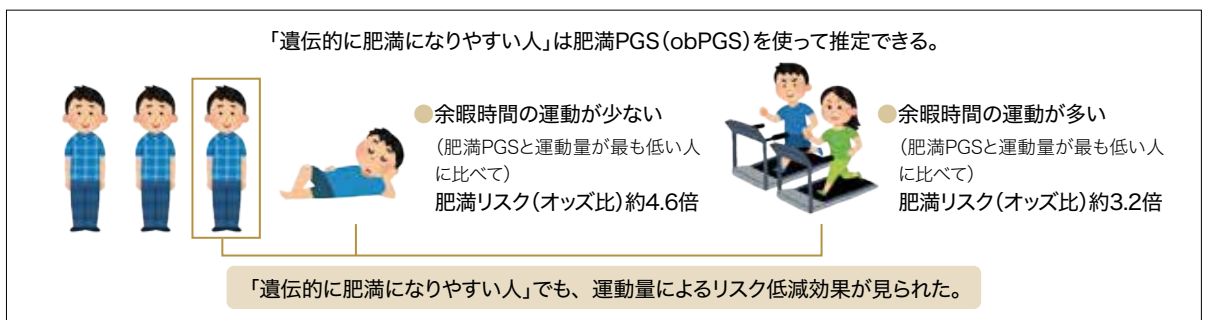 「遺伝的に肥満になりやすい人」は肥満PGS(obPGS)を使って推定できる。
●余暇時間の運動が少ない
(肥満PGSと運動量が最も低い人
に比べて)
肥満リスク(オッズ比)約4.6倍
●余暇時間の運動が多い
(肥満PGSと運動量が最も低い人
に比べて)
肥満リスク(オッズ比)約3.2倍
「遺伝的に肥満になりやすい人」でも、運動量によるリスク低減効果が見られた。